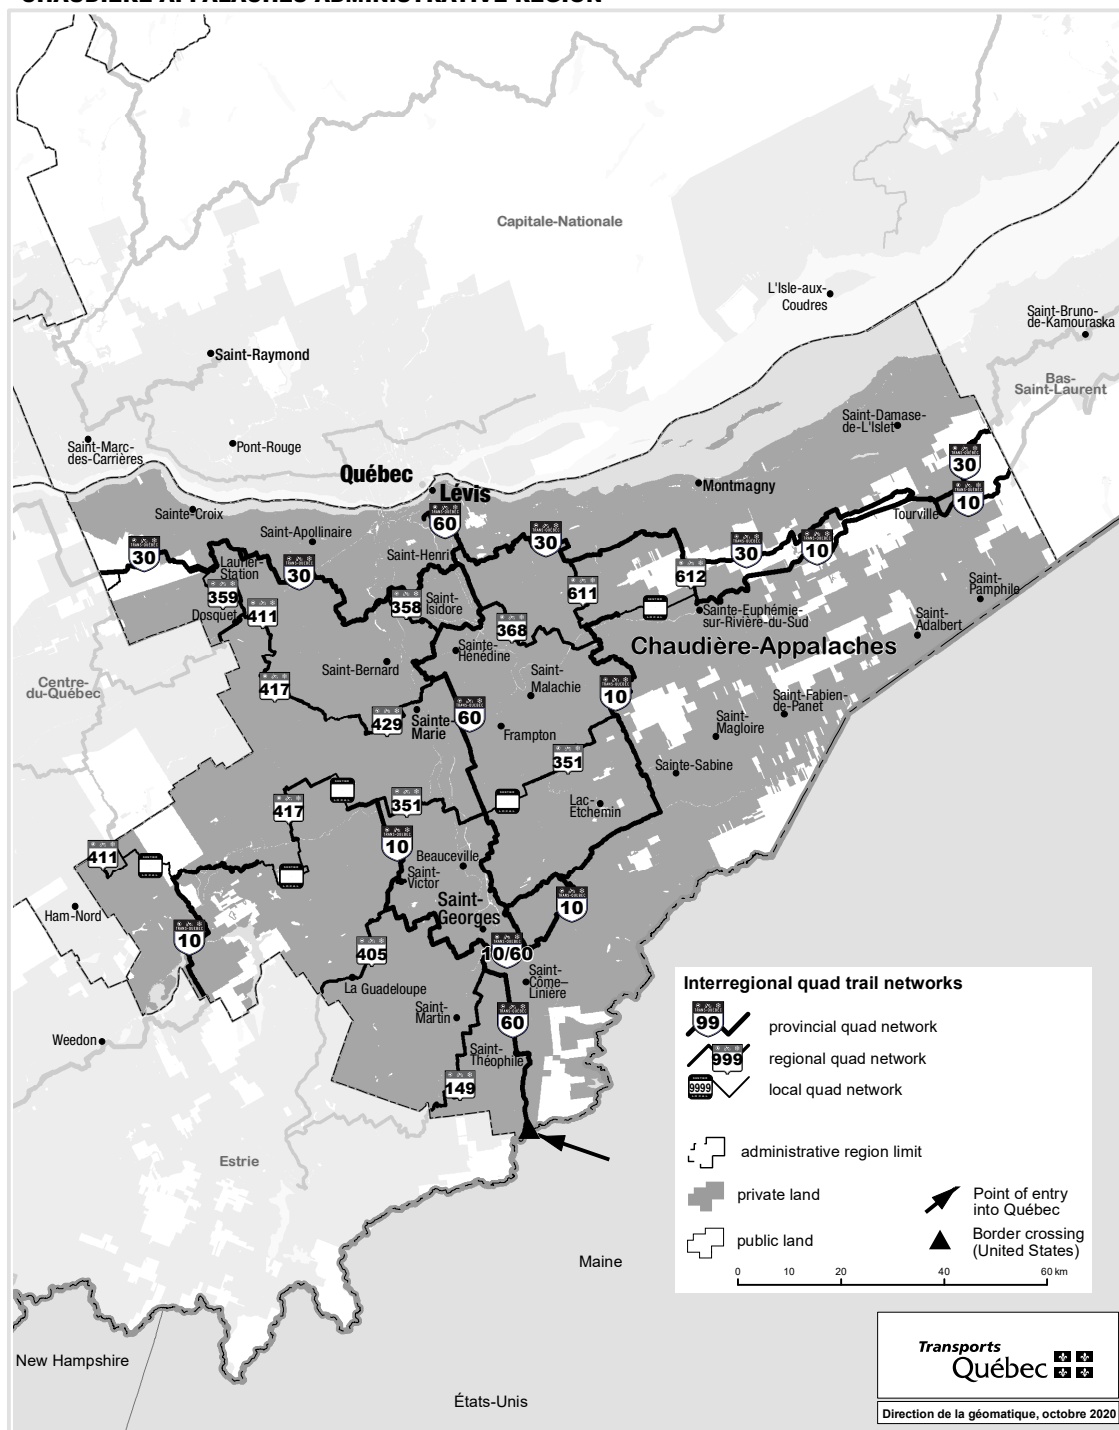 CHAUDIÈRE-APPALACHES ADMINISTRATIVE REGION
Capitale-Nationale
L'Isle-aux-
Coudres
Saint-Bruno-
de-Kamouraska
Bas-
Saint-Laurent
Saint-Raymond
Saint-Marc-
des-Carrières
Pont-Rouge
Québec
Lévis
Saint-Damase-
de-L'Islet
Montmagny
30
10
Tourville
Sainte-Croix
Saint-Apollinaire
60
Saint-Henri
30
30
10
30
Laurier-
Station
30
359
Dosquet
411
358
Saint-
Isidore
611
612
Sainte-Euphémie-
sur-Rivière-du-Sud
Saint-
Pamphile
Saint-
Adalbert
368
Sainte-
Hénédine
Chaudière-Appalaches
Centre-
du-Québec
417
Saint-Bernard
Saint-
Malachie
10
Saint-Fabien-
de-Panet
429
Sainte-
Marie
60
Frampton
Saint-
Magloire
351
Sainte-Sabine
417
351
Lac-
Etchemin
411
10
Beauceville
Saint-
Victor
Ham-Nord
10
Saint-
Georges
10
405
10/60
La Guadeloupe
Saint-
Côme–
Linière
Saint-
Martin
60
Weedon
Saint-
Théophile
149
Estrie
Maine
New Hampshire
États-Unis
Interregional quad trail networks
99
provincial quad network
999
regional quad network
9999
local quad network
administrative region limit
private land
public land
Point of entry
into Québec
Border crossing
(United States)
0 10 20 40 60 km
Transports
Québec
Direction de la géomatique, octobre 2020